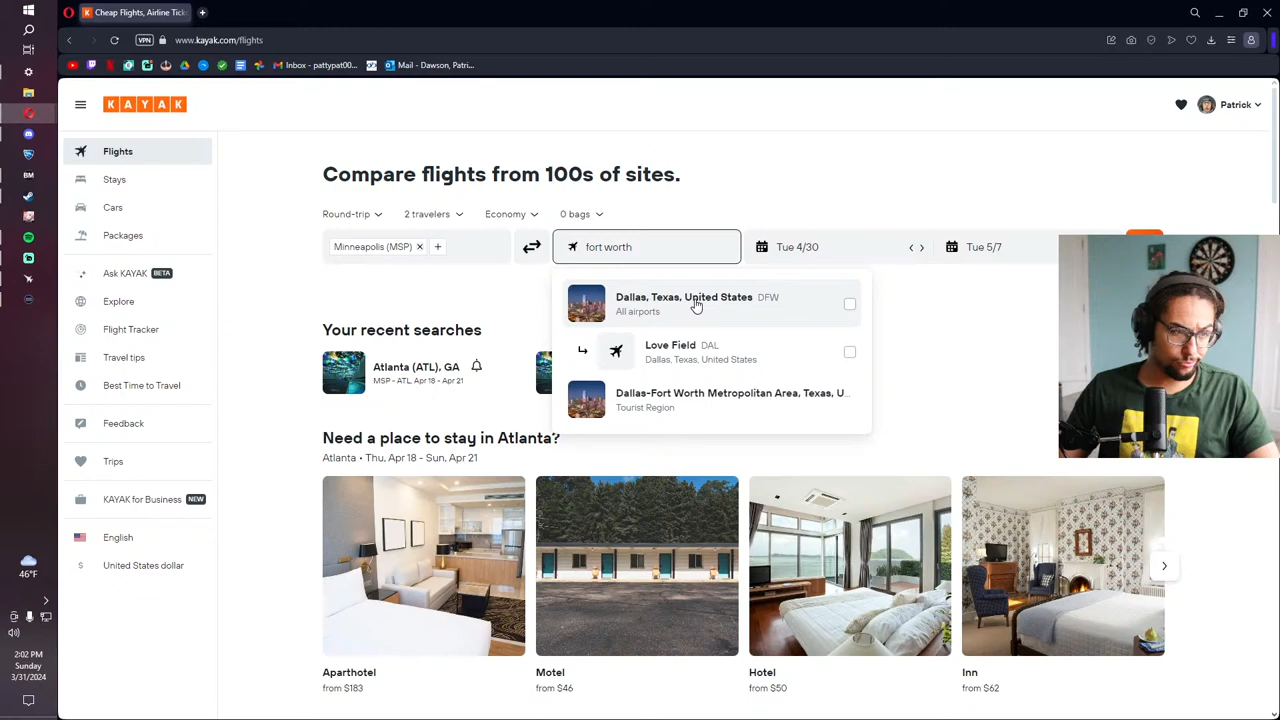 Cheap Flights, Airline Tick
www.kayak.com/flights
VPN
Inbox - pattypat00...
Mail - Dawson, Patri...
KAYAK
Patrick
Flights
Stays
Cars
Packages
Ask KAYAK BETA
Explore
Flight Tracker
Travel tips
Best Time to Travel
Feedback
Trips
KAYAK for Business NEW
English
$ United States dollar
Compare flights from 100s of sites.
Round-trip
2 travelers
Economy
0 bags
Minneapolis (MSP)
fort worth
Tue 4/30
Tue 5/7
Dallas, Texas, United States DFW
All airports
Love Field DAL
Dallas, Texas, United States
Dallas-Fort Worth Metropolitan Area, Texas, U...
Tourist Region
Your recent searches
Atlanta (ATL), GA
MSP - ATL, Apr 18 - Apr 21
Need a place to stay in Atlanta?
Atlanta • Thu, Apr 18 - Sun, Apr 21
Aparthotel
from $183
Motel
from $46
Hotel
from $50
Inn
from $62
BM
46°F
2:02 PM
Sunday
3/31/2024